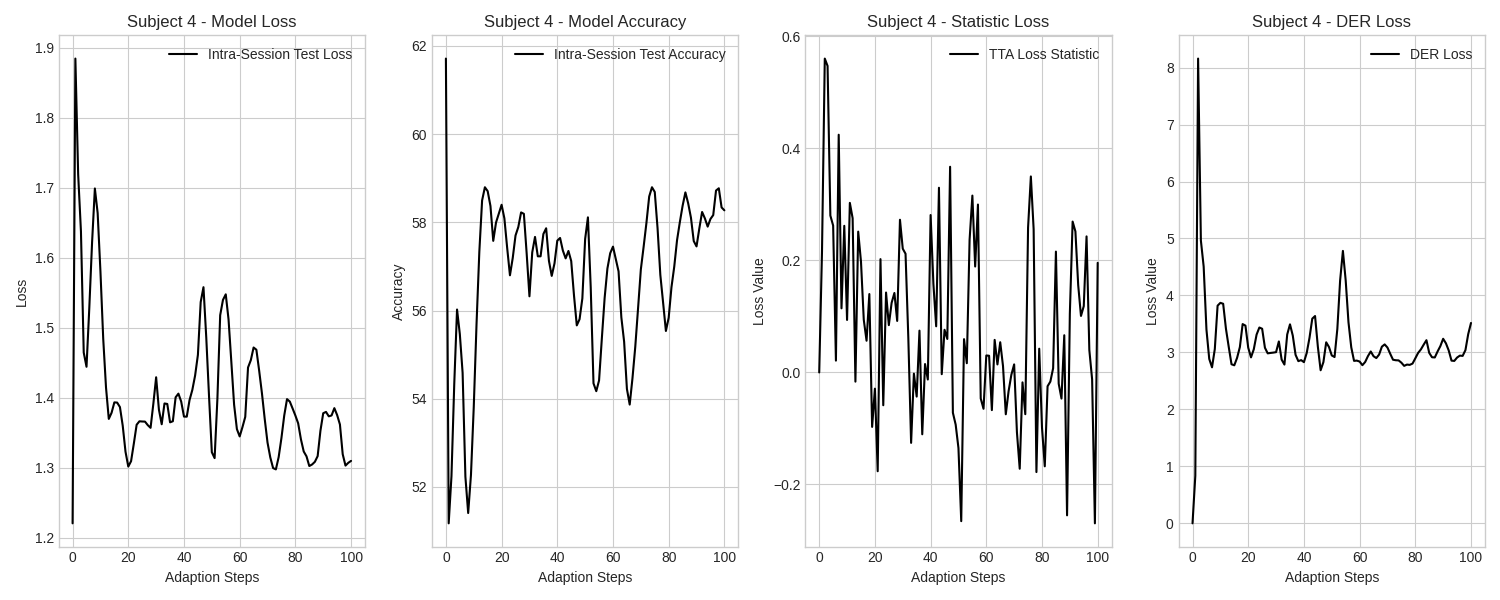 Subject 4 - Model Loss
Intra-Session Test Loss
1.9
1.8
1.7
1.6
1.5
1.4
1.3
1.2
Loss
0 20 40 60 80 100
Adaption Steps
Subject 4 - Model Accuracy
Intra-Session Test Accuracy
62
60
58
56
54
52
Accuracy
0 20 40 60 80 100
Adaption Steps
Subject 4 - Statistic Loss
TTA Loss Statistic
0.6
0.4
0.2
0.0
−0.2
Loss Value
0 20 40 60 80 100
Adaption Steps
Subject 4 - DER Loss
DER Loss
8
7
6
5
4
3
2
1
0
Loss Value
0 20 40 60 80 100
Adaption Steps